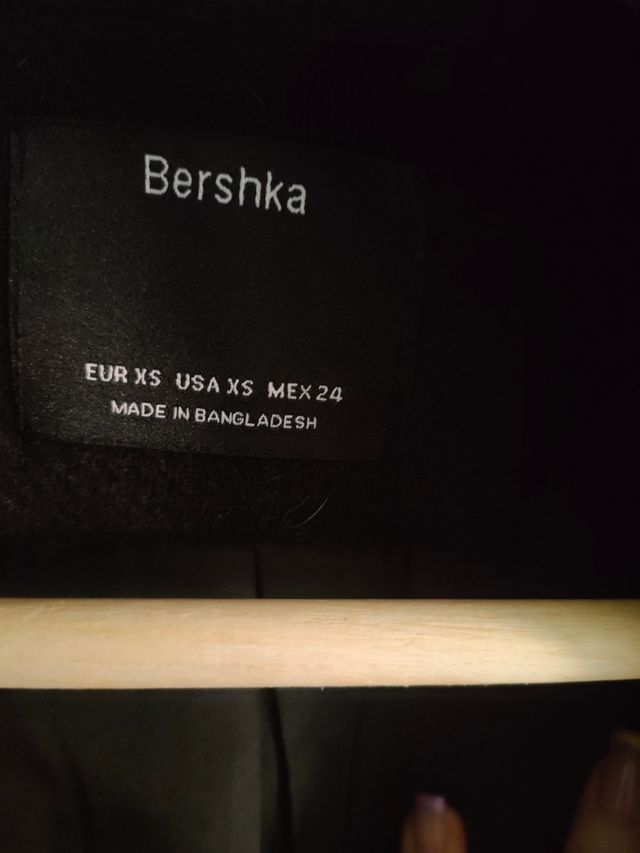 Bershka
EUR XS USA XS MEX 24
MADE IN BANGLADESH